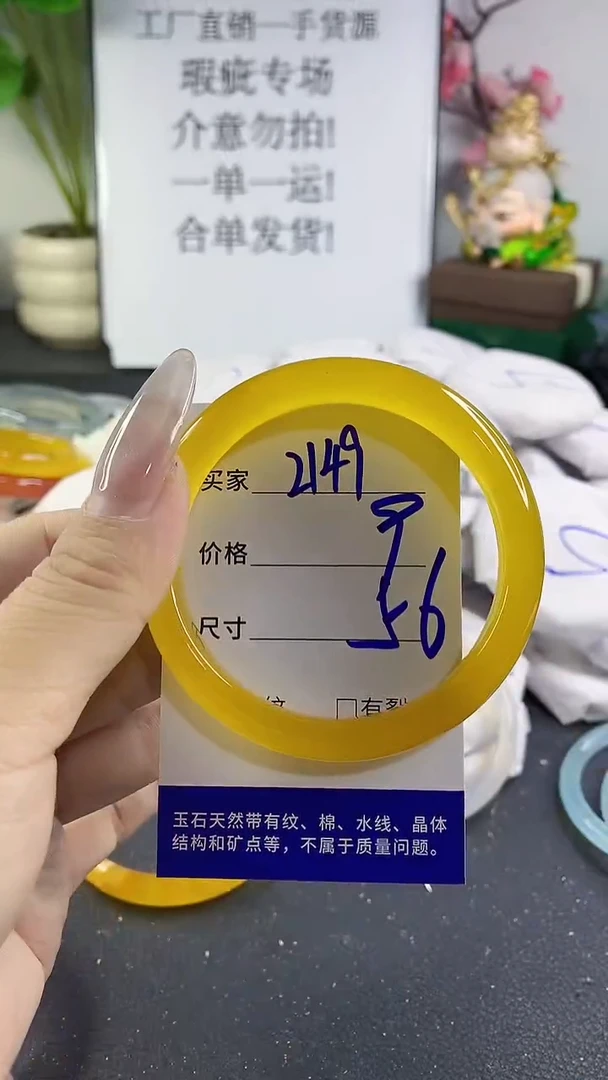 工厂直销一手货源
瑕疵专场
介意勿拍!
一单一运!
合单发货!
买家 2149
价格 9
尺寸 56
纹 □有裂
玉石天然带有纹、棉、水线、晶体
结构和矿点等，不属于质量问题。